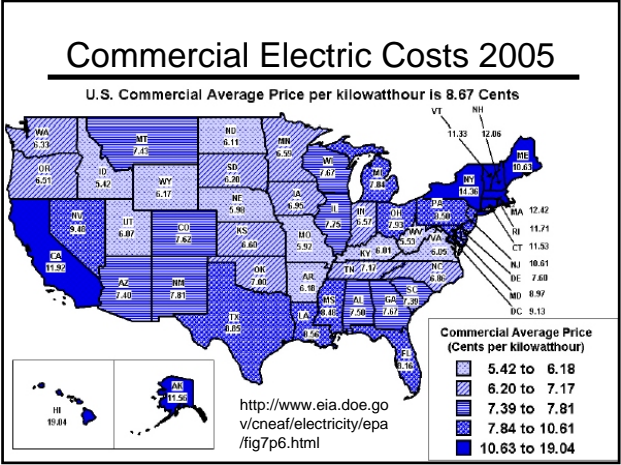 Commercial Electric Costs 2005
U.S. Commercial Average Price per kilowatthour is 8.67 Cents
VT
11.33
NH
12.06
WA
6.33
MT
7.43
ND
6.11
MN
6.59
ME
10.63
OR
6.51
ID
5.42
WY
6.17
SD
6.20
WI
7.67
MI
7.84
NY
14.36
NV
9.48
UT
6.07
CO
7.62
NE
5.98
IA
6.95
IL
7.75
IN
6.57
OH
7.93
PA
8.50
MA 12.42
RI 11.71
CT 11.53
NJ 10.61
DE 7.60
MD 8.97
DC 9.13
CA
11.92
KS
6.60
MO
5.92
KY 6.01
WV
5.53
VA
6.05
AZ
7.40
NM
7.81
OK
7.00
AR
6.18
TN 7.17
NC
6.86
SC
7.39
TX
8.85
LA
8.56
MS
8.48
AL
7.50
GA
7.67
FL
8.16
HI
19.04
AK
11.56
http://www.eia.doe.go
v/cneaf/electricity/epa
/fig7p6.html
Commercial Average Price
(Cents per kilowatthour)
5.42 to 6.18
6.20 to 7.17
7.39 to 7.81
7.84 to 10.61
10.63 to 19.04